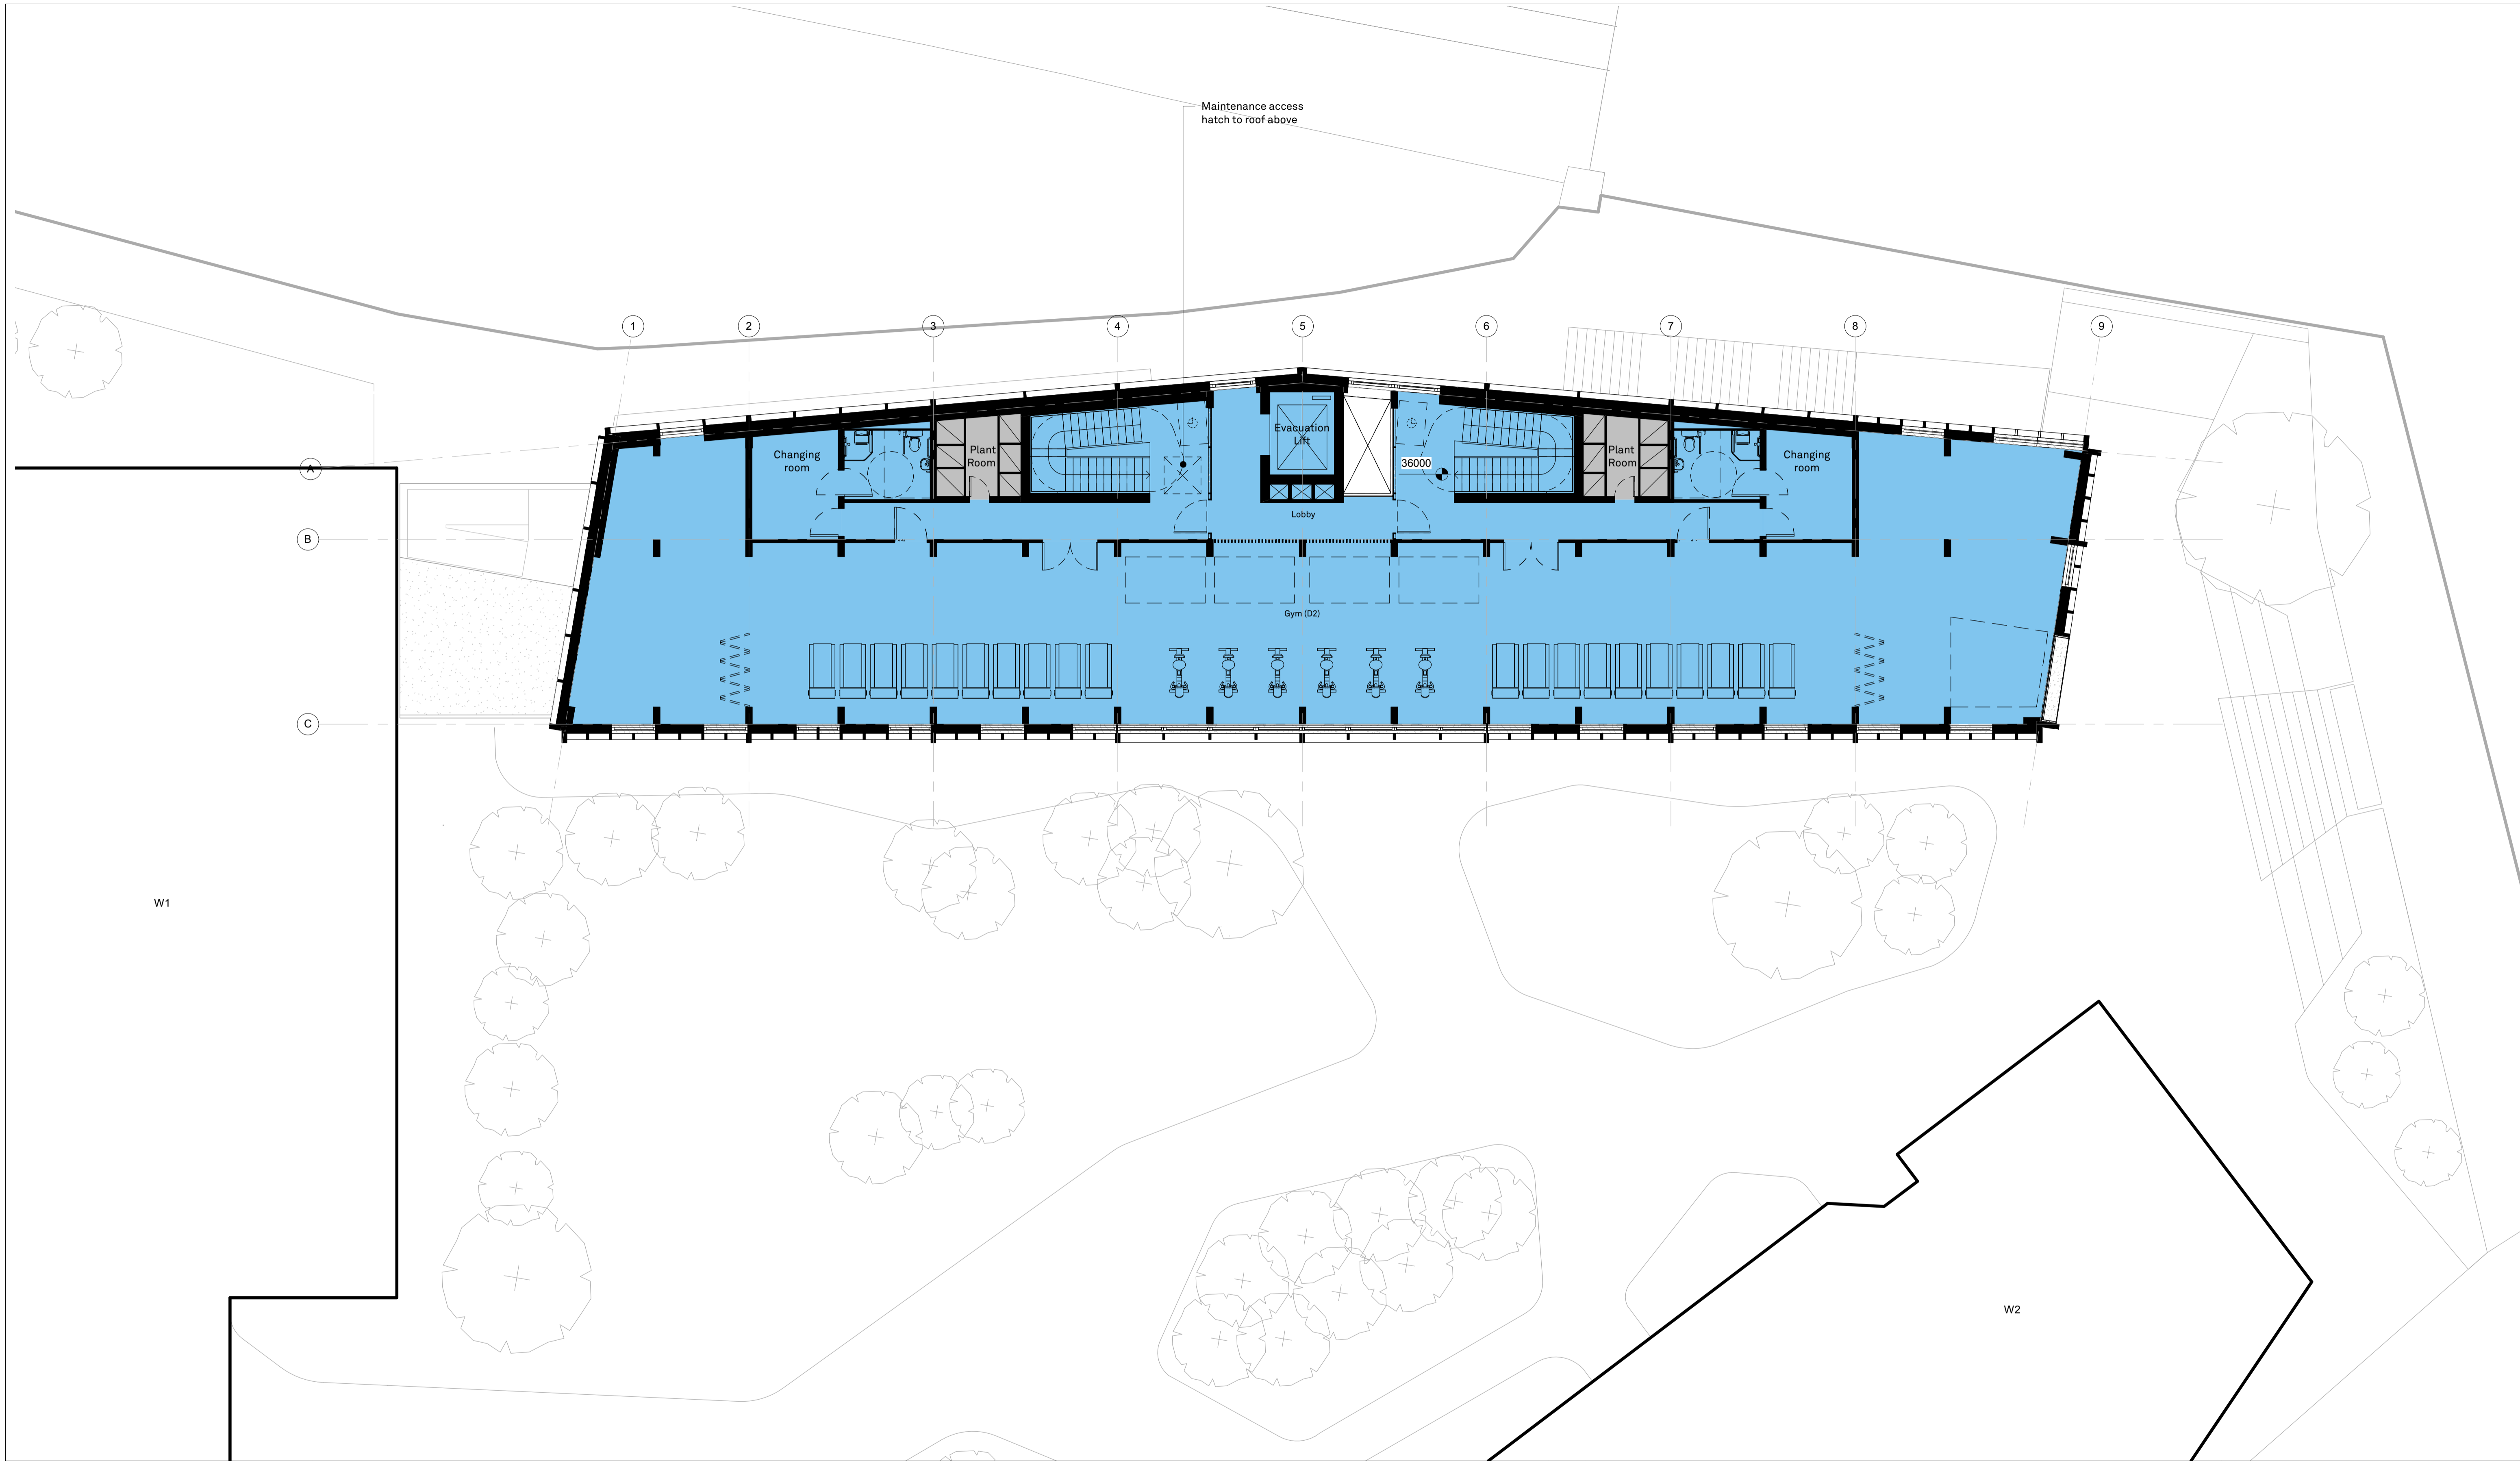 Maintenance access
hatch to roof above
1
2
3
4
5
6
7
8
9
A
B
C
Changing
room
Plant
Room
Evacuation
Lift
36000
Plant
Room
Changing
room
Lobby
Gym (D2)
W1
W2